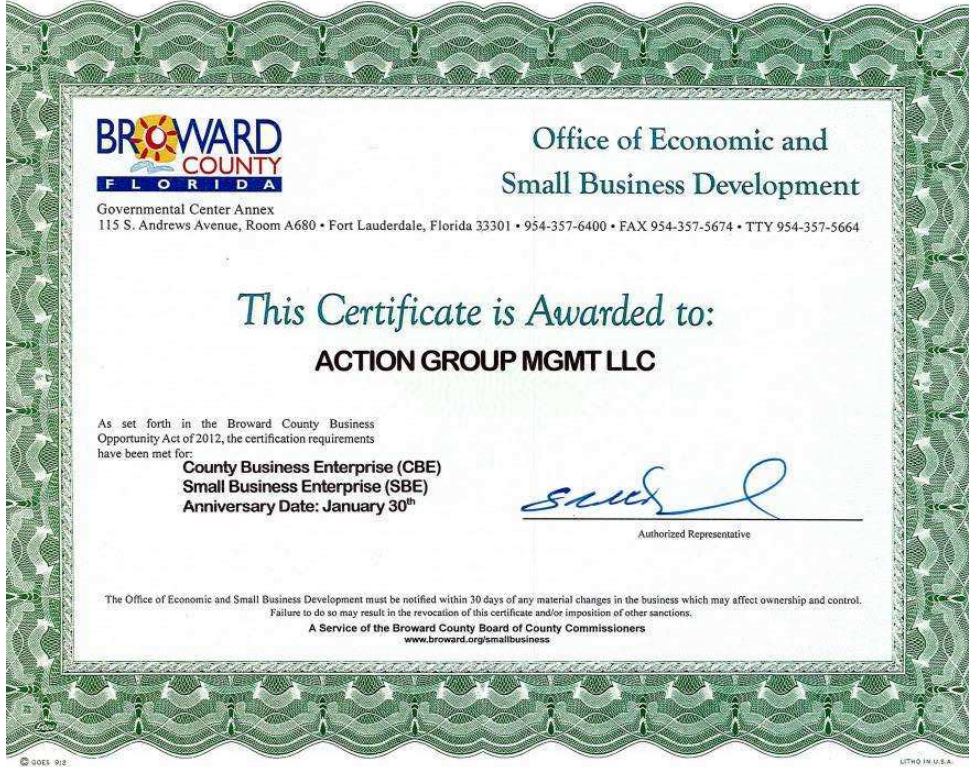 BROWARD
COUNTY
FLORIDA
Office of Economic and
Small Business Development
Governmental Center Annex
115 S. Andrews Avenue, Room A680 • Fort Lauderdale, Florida 33301 • 954-357-6400 • FAX 954-357-5674 • TTY 954-357-5664
This Certificate is Awarded to:
ACTION GROUP MGMT LLC
As set forth in the Broward County Business
Opportunity Act of 2012, the certification requirements
have been met for:
County Business Enterprise (CBE)
Small Business Enterprise (SBE)
Anniversary Date: January 30th
Authorized Representative
The Office of Economic and Small Business Development must be notified within 30 days of any material changes in the business which may affect ownership and control.
Failure to do so may result in the revocation of this certificate and/or imposition of other sanctions.
A Service of the Broward County Board of County Commissioners
www.broward.org/smallbusiness
© GOES
LITHO IN U.S.A.